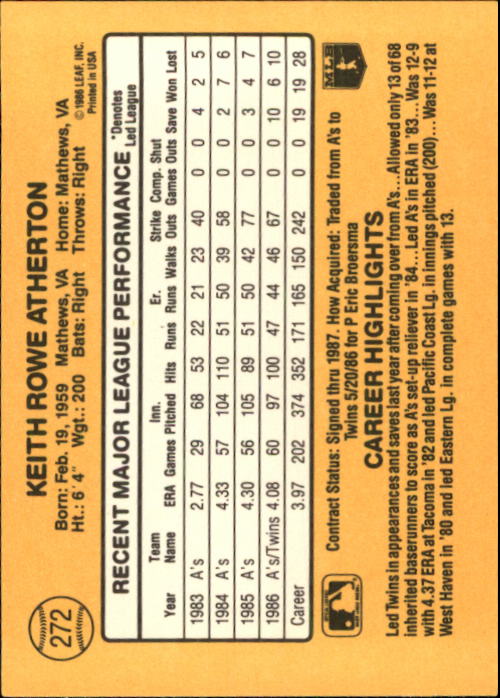 272
KEITH ROWE ATHERTON
Born: Feb. 19, 1959 Mathews, VA Home: Mathews, VA
Ht.: 6' 4" Wgt.: 200 Bats: Right Throws: Right
©1986 LEAF, INC.
Printed in USA
RECENT MAJOR LEAGUE PERFORMANCE
*Denotes
Led League
Team Inn. Er. Strike Comp. Shut
Year Name ERA Games Pitched Hits Runs Runs Walks Outs Games Outs Save Won Lost
1983 A's 2.77 29 68 53 22 21 23 40 0 0 4 2 5
1984 A's 4.33 57 104 110 51 50 39 58 0 0 2 7 6
1985 A's 4.30 56 105 89 51 50 42 77 0 0 3 4 7
1986 A's/Twins 4.08 60 97 100 47 44 46 67 0 0 10 6 10
Career 3.97 202 374 352 171 165 150 242 0 0 19 19 28
Contract Status: Signed thru 1987. How Acquired: Traded from A's to
Twins 5/20/86 for P Eric Broersma
MLB
CAREER HIGHLIGHTS
Led Twins in appearances and saves last year after coming over from A's...Allowed only 13 of 68
inherited baserunners to score as A's set-up reliever in '84...Led A's in ERA in '83...Was 12-9
with 4.37 ERA at Tacoma in '82 and led Pacific Coast Lg. in innings pitched (200)...Was 11-12 at
West Haven in '80 and led Eastern Lg. in complete games with 13.